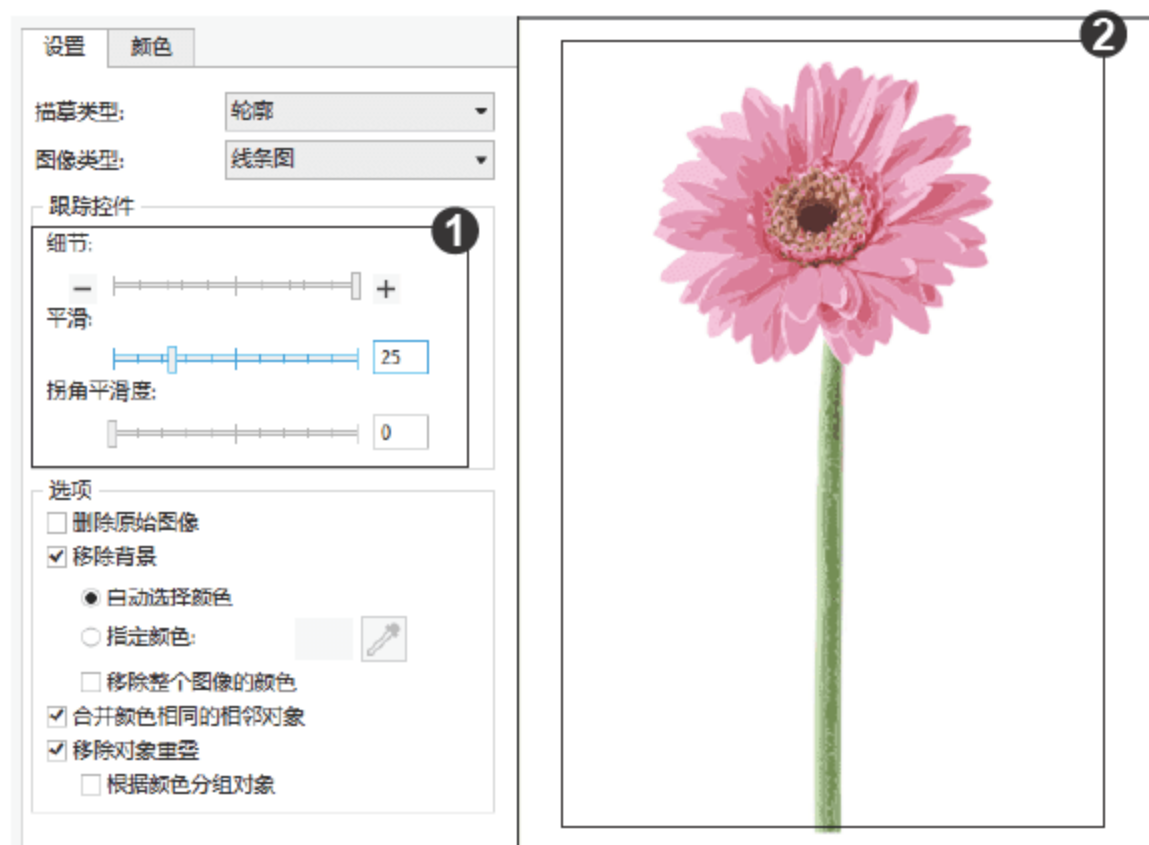 设置 颜色
描摹类型: 轮廓
图像类型: 线条图
跟踪控件
1
2
细节:
平滑:
25
拐角平滑度:
0
选项
删除原始图像
移除背景
自动选择颜色
指定颜色:
移除整个图像的颜色
合并颜色相同的相邻对象
移除对象重叠
根据颜色分组对象